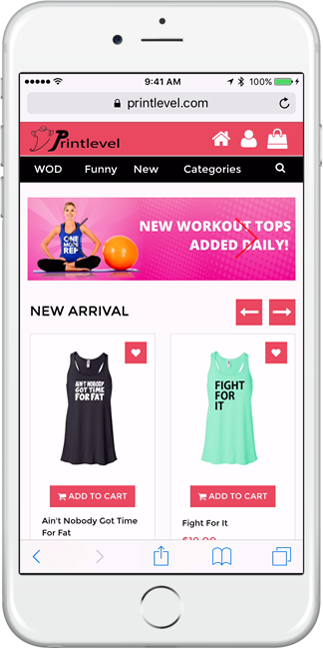 9:41 AM
100%
printlevel.com
Printlevel
WOD Funny New Categories
ONE
MORE
REP
NEW WORKOUT TOPS
ADDED DAILY!
NEW ARRIVAL
AIN'T NOBODY
GOT TIME
FOR FAT
FIGHT
FOR
IT
ADD TO CART
ADD TO CART
Ain't Nobody Got Time
For Fat
Fight For It